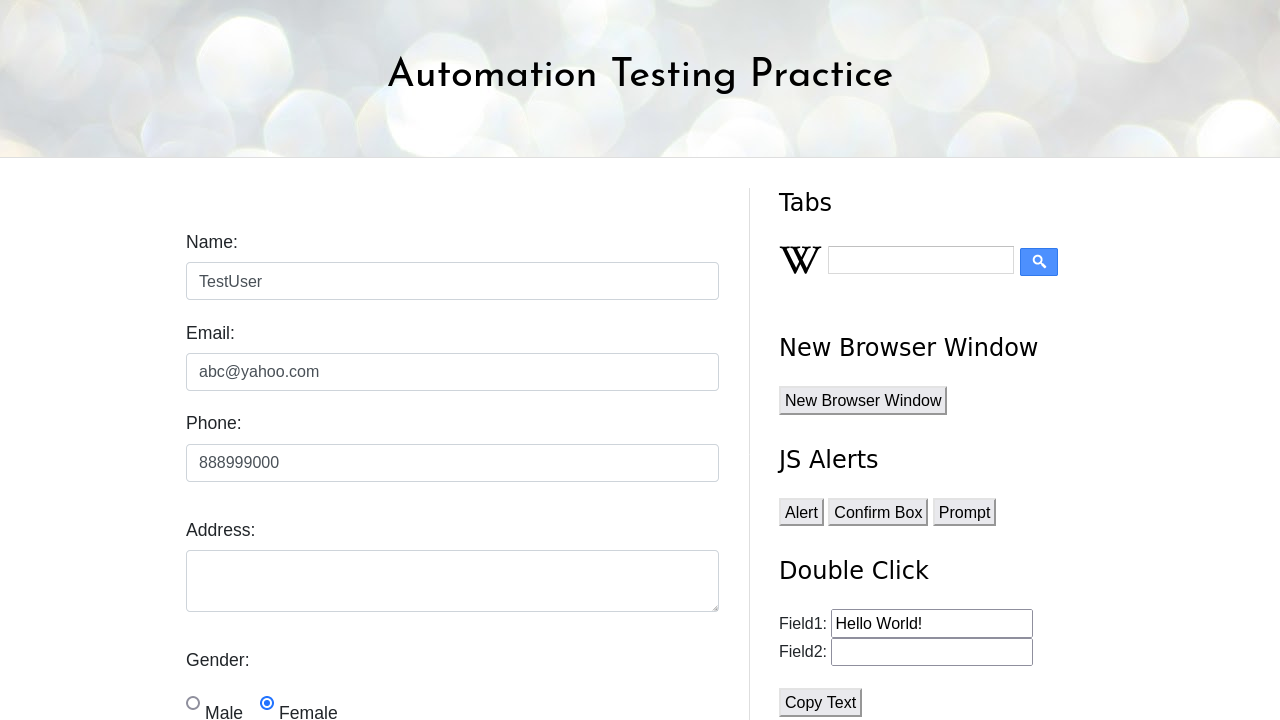 Automation Testing Practice
Name:
TestUser
Email:
abc@yahoo.com
Phone:
888999000
Address:
Gender:
Male Female
Tabs
W
New Browser Window
New Browser Window
JS Alerts
Alert Confirm Box Prompt
Double Click
Field1: Hello World!
Field2:
Copy Text